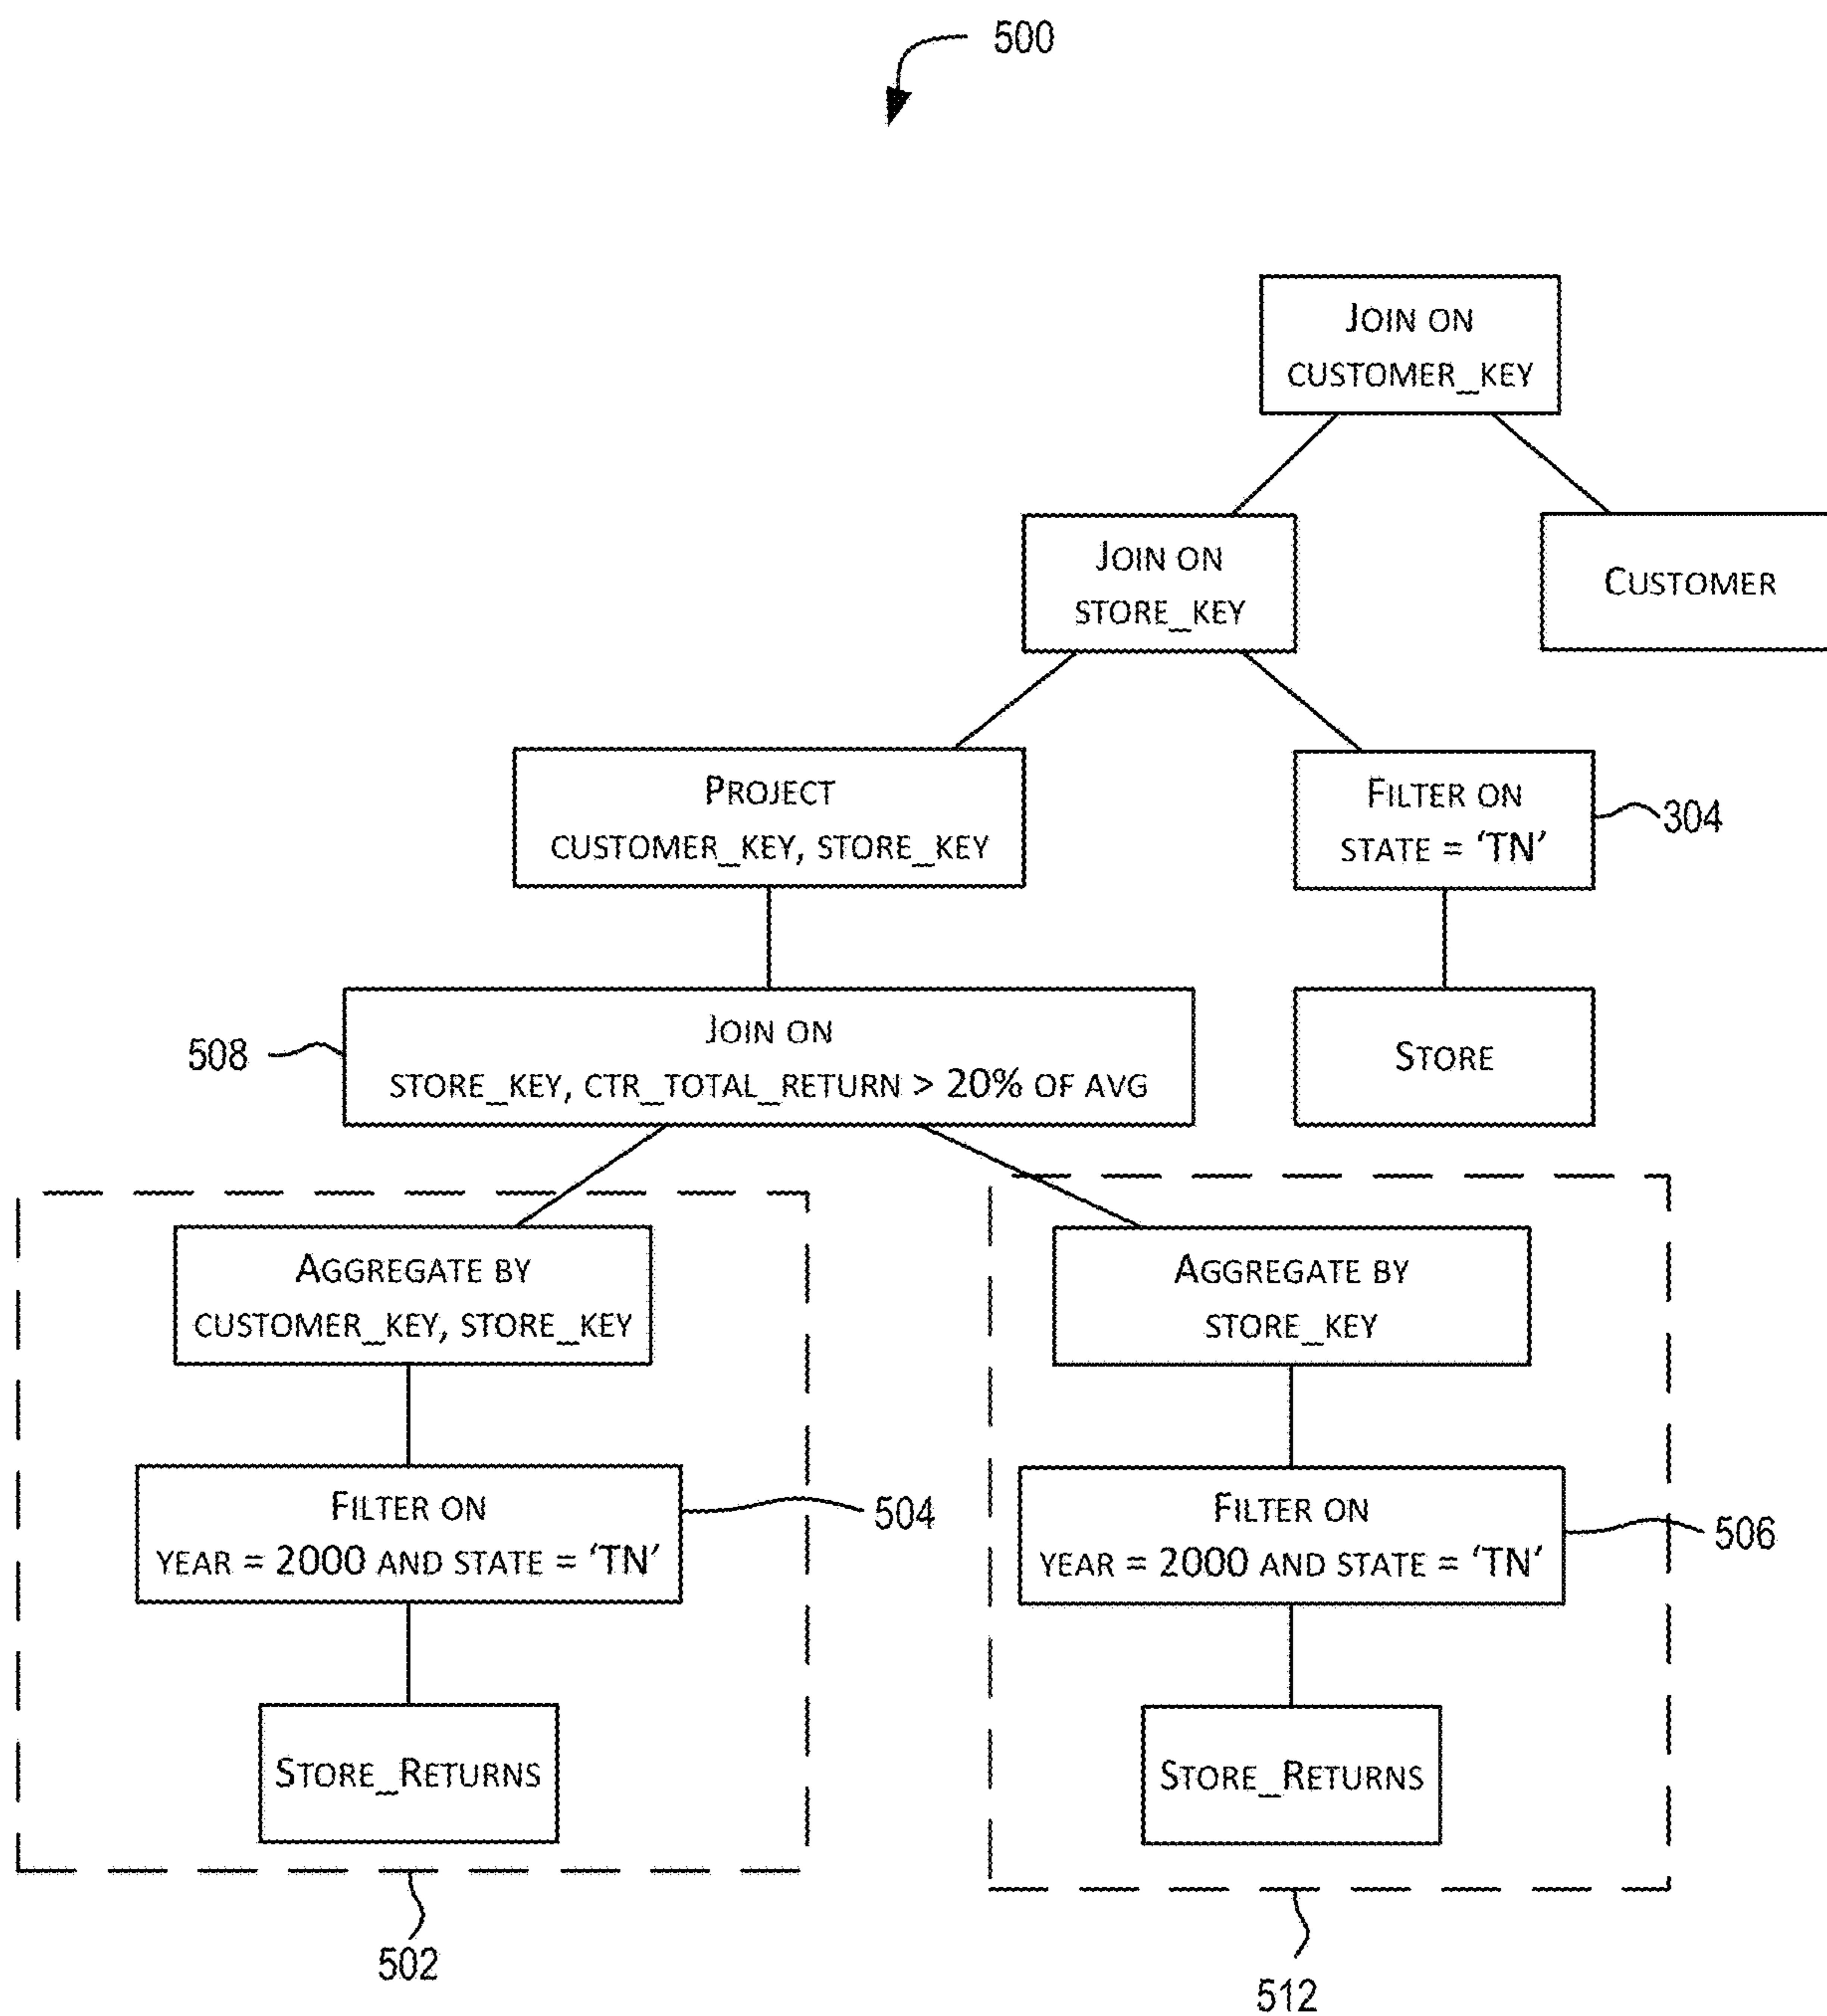 500
JOIN ON
CUSTOMER_KEY
JOIN ON
STORE_KEY
CUSTOMER
PROJECT
CUSTOMER_KEY, STORE_KEY
FILTER ON
STATE = ‘TN’
304
508
JOIN ON
STORE_KEY, CTR_TOTAL_RETURN > 20% OF AVG
STORE
AGGREGATE BY
CUSTOMER_KEY, STORE_KEY
AGGREGATE BY
STORE_KEY
FILTER ON
YEAR = 2000 AND STATE = ‘TN’
504
FILTER ON
YEAR = 2000 AND STATE = ‘TN’
506
STORE_RETURNS
STORE_RETURNS
502
512